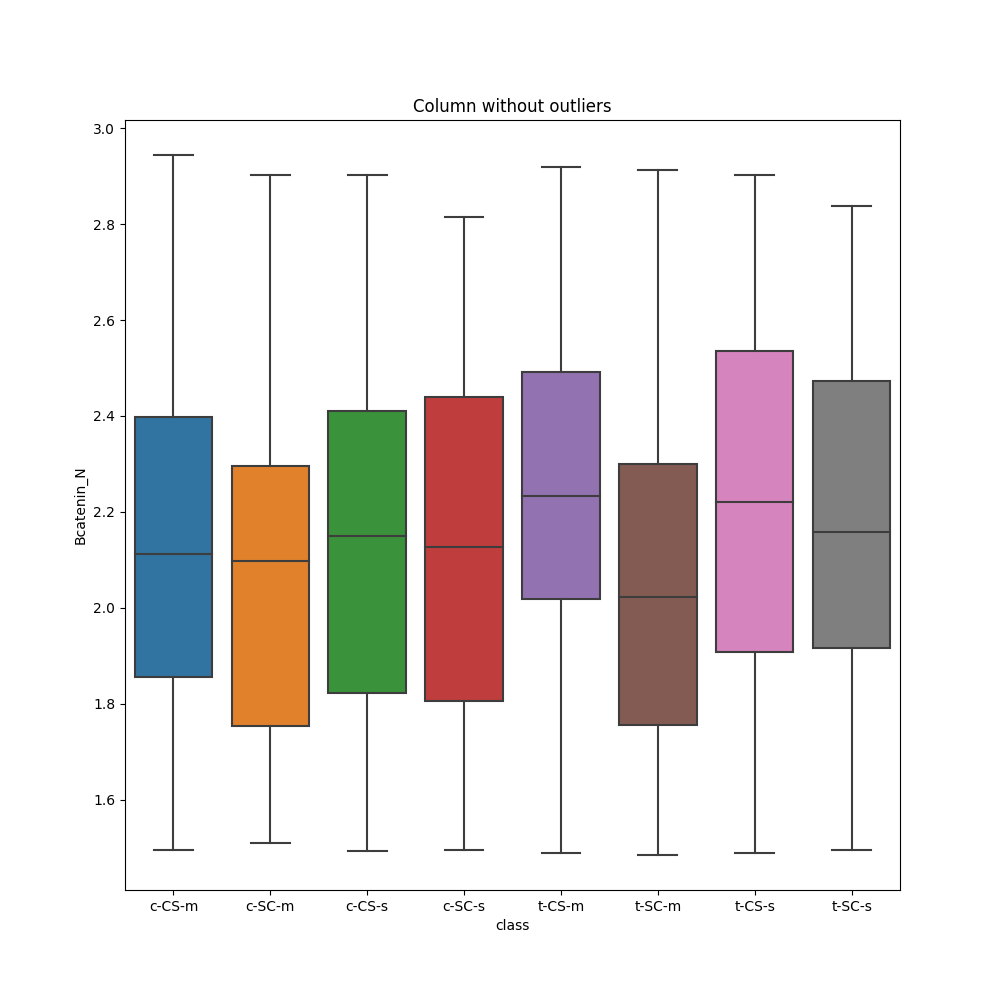 Column without outliers
3.0
2.8
2.6
2.4
2.2
2.0
1.8
1.6
Bcatenin_N
c-CS-m c-SC-m c-CS-s c-SC-s t-CS-m t-SC-m t-CS-s t-SC-s
class